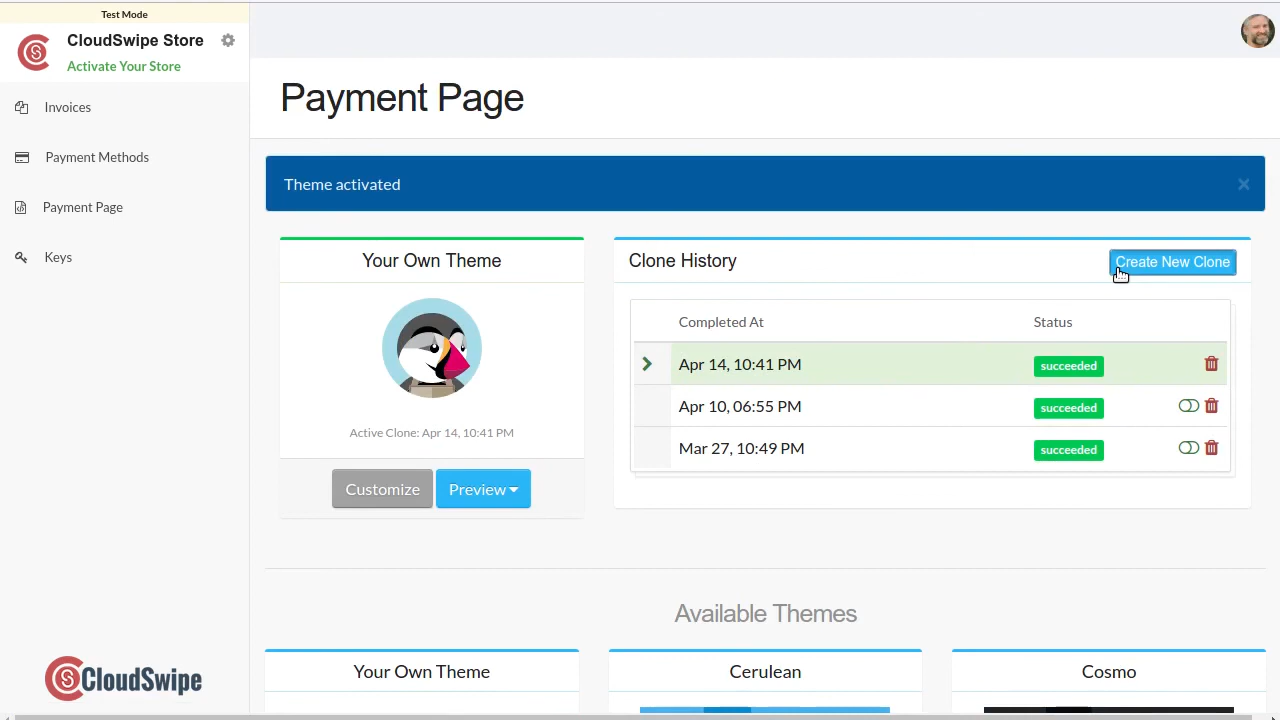 Test Mode
CloudSwipe Store
Activate Your Store
Invoices
Payment Methods
Payment Page
Keys
CloudSwipe
Payment Page
Theme activated
×
Your Own Theme
Active Clone: Apr 14, 10:41 PM
Customize
Preview
Clone History
Create New Clone
Completed At Status
Apr 14, 10:41 PM succeeded
Apr 10, 06:55 PM succeeded
Mar 27, 10:49 PM succeeded
Available Themes
Your Own Theme
Cerulean
Cosmo